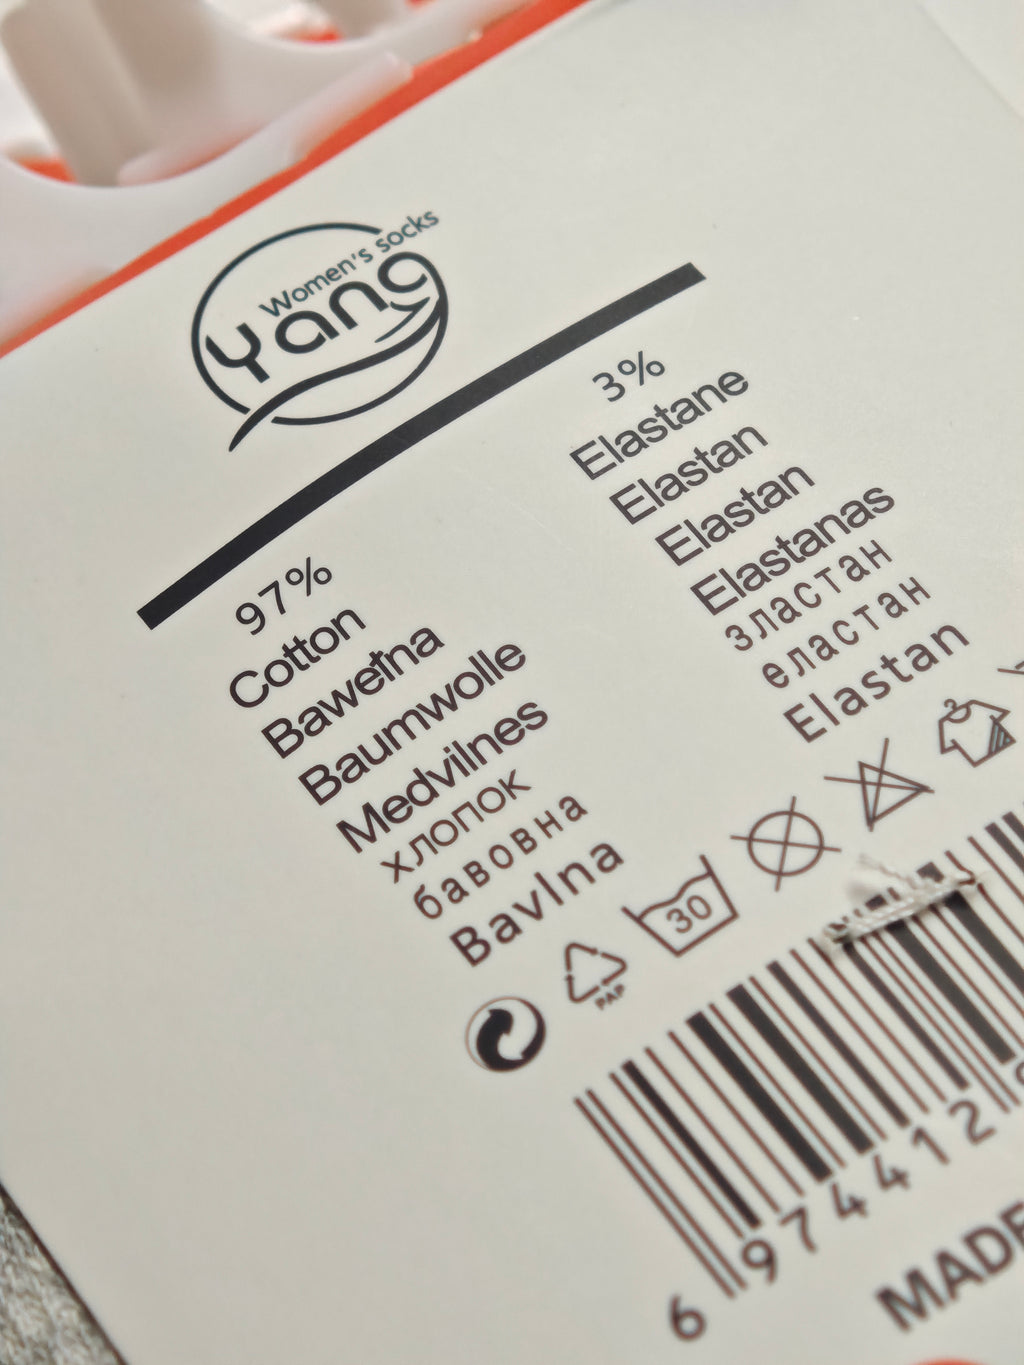 Women's socks
Yang
97%
Cotton
Bawełna
Baumwolle
Medvilnes
хлопок
бавовна
Bavlna
3%
Elastane
Elastan
Elastan
Elastanas
эластан
еластан
Elastan
PAP
30
6 974412
MADE